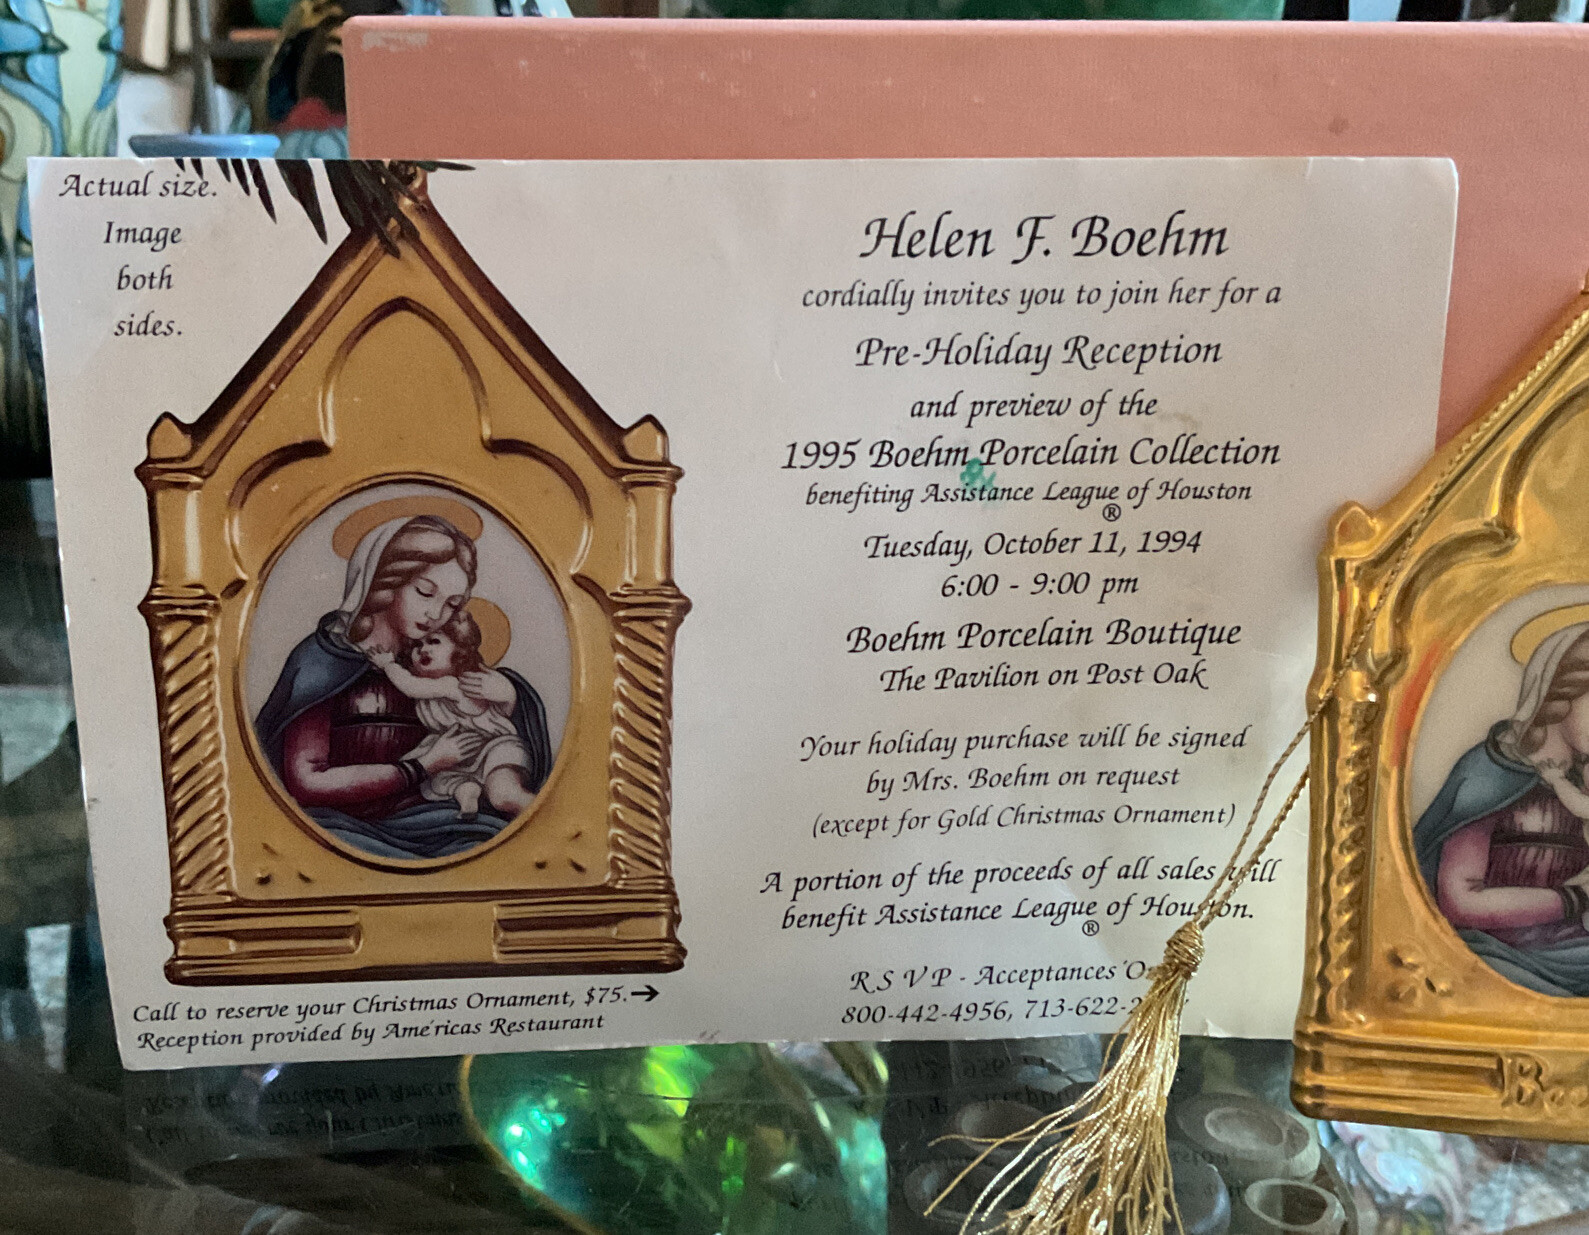 Actual size.
Image
both
sides.
Helen F. Boehm
cordially invites you to join her for a
Pre-Holiday Reception
and preview of the
1995 Boehm Porcelain Collection
benefiting Assistance League® of Houston
Tuesday, October 11, 1994
6:00 - 9:00 pm
Boehm Porcelain Boutique
The Pavilion on Post Oak
Your holiday purchase will be signed
by Mrs. Boehm on request
(except for Gold Christmas Ornament)
A portion of the proceeds of all sales will
benefit Assistance League® of Houston.
R S V P - Acceptances
800-442-4956, 713-622-2
Call to reserve your Christmas Ornament, $75.→
Reception provided by Américas Restaurant